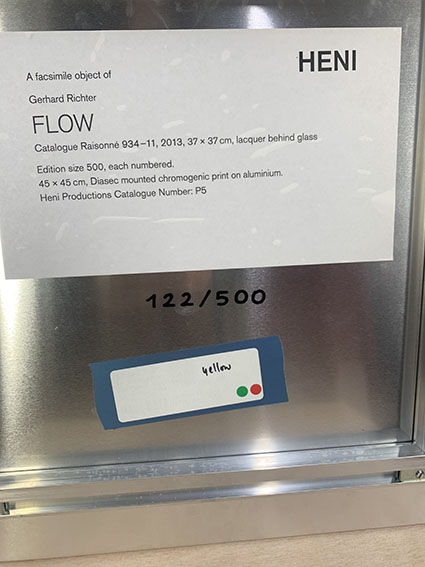 HENI
A facsimile object of
Gerhard Richter
FLOW
Catalogue Raisonné 934–11, 2013, 37 × 37 cm, lacquer behind glass
Edition size 500, each numbered.
45 × 45 cm, Diasec mounted chromogenic print on aluminium.
Heni Productions Catalogue Number: P5
122/500
yellow